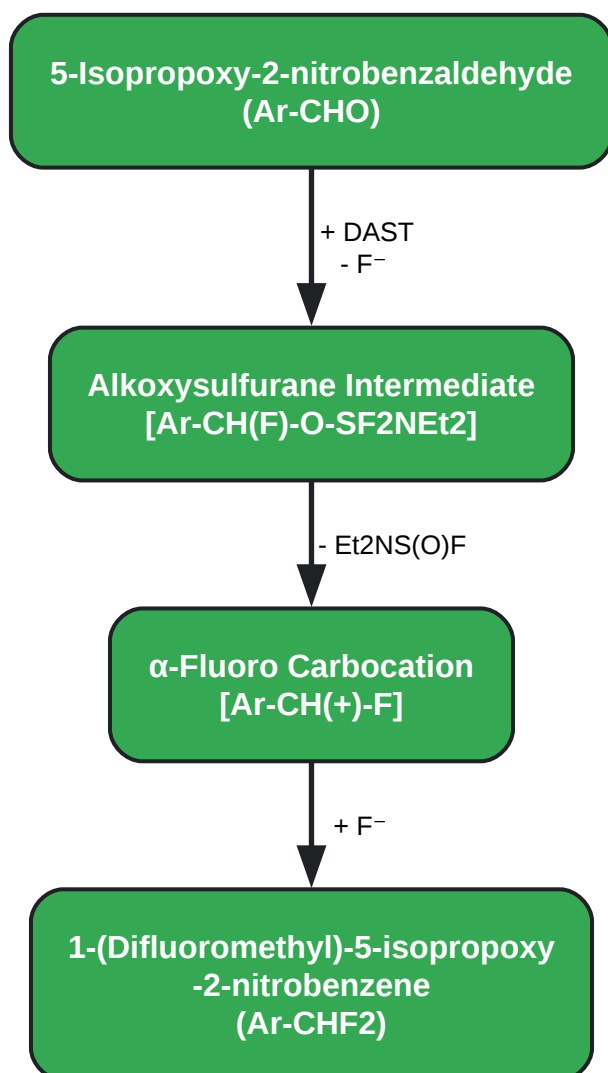 5-Isopropoxy-2-nitrobenzaldehyde
(Ar-CHO)
+ DAST
- F⁻
Alkoxysulfurane Intermediate
[Ar-CH(F)-O-SF2NEt2]
- Et2NS(O)F
α-Fluoro Carbocation
[Ar-CH(+)-F]
+ F⁻
1-(Difluoromethyl)-5-isopropoxy
-2-nitrobenzene
(Ar-CHF2)